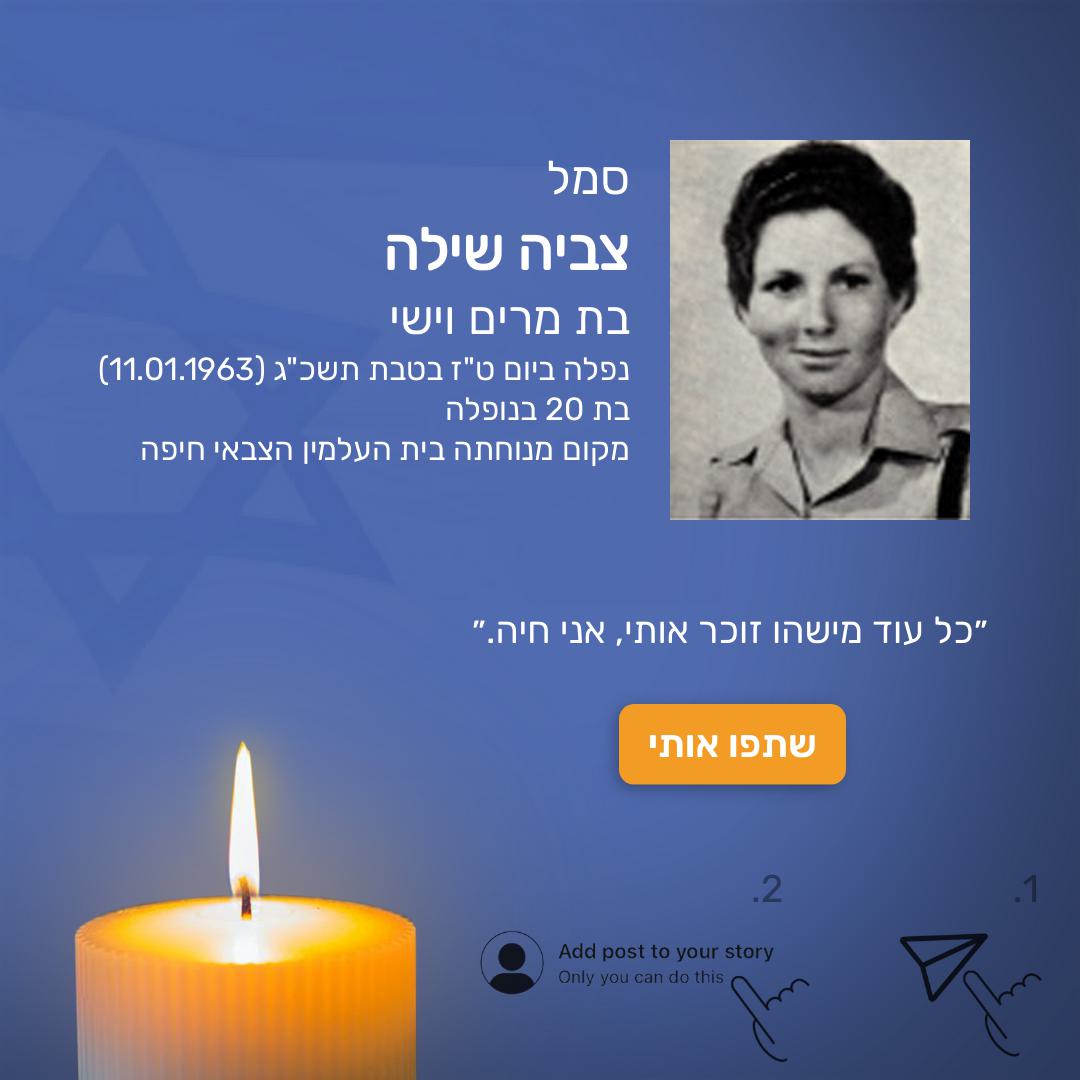 סמל
צביה שילה
בת מרים וישי
נפלה ביום ט"ז בטבת תשכ"ג (11.01.1963)
בת 20 בנופלה
מקום מנוחתה בית העלמין הצבאי חיפה
״כל עוד מישהו זוכר אותי, אני חיה.״
שתפו אותי
.1
.2
Add post to your story
Only you can do this